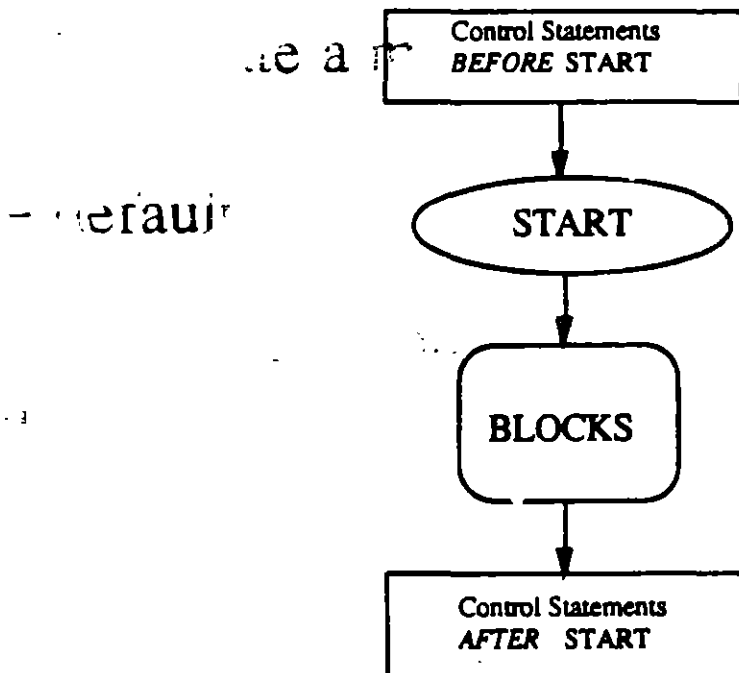 Control Statements
BEFORE START
START
BLOCKS
Control Statements
AFTER START